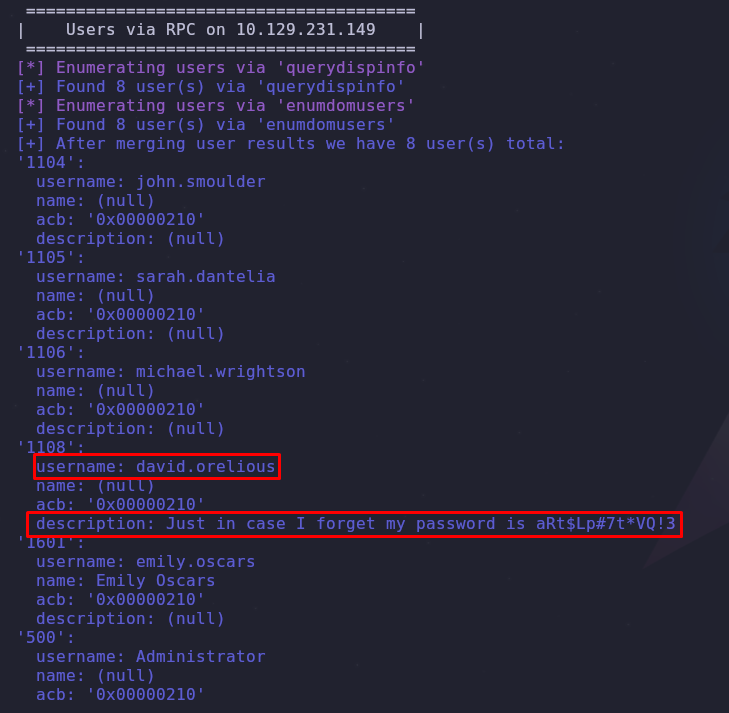 ========================================
|    Users via RPC on 10.129.231.149    |
========================================
[*] Enumerating users via 'querydispinfo'
[+] Found 8 user(s) via 'querydispinfo'
[*] Enumerating users via 'enumdomusers'
[+] Found 8 user(s) via 'enumdomusers'
[+] After merging user results we have 8 user(s) total:
'1104':
  username: john.smoulder
  name: (null)
  acb: '0x00000210'
  description: (null)
'1105':
  username: sarah.dantelia
  name: (null)
  acb: '0x00000210'
  description: (null)
'1106':
  username: michael.wrightson
  name: (null)
  acb: '0x00000210'
  description: (null)
'1108':
  username: david.orelious
  name: (null)
  acb: '0x00000210'
  description: Just in case I forget my password is aRt$Lp#7t*VQ!3
'1601':
  username: emily.oscars
  name: Emily Oscars
  acb: '0x00000210'
  description: (null)
'500':
  username: Administrator
  name: (null)
  acb: '0x00000210'